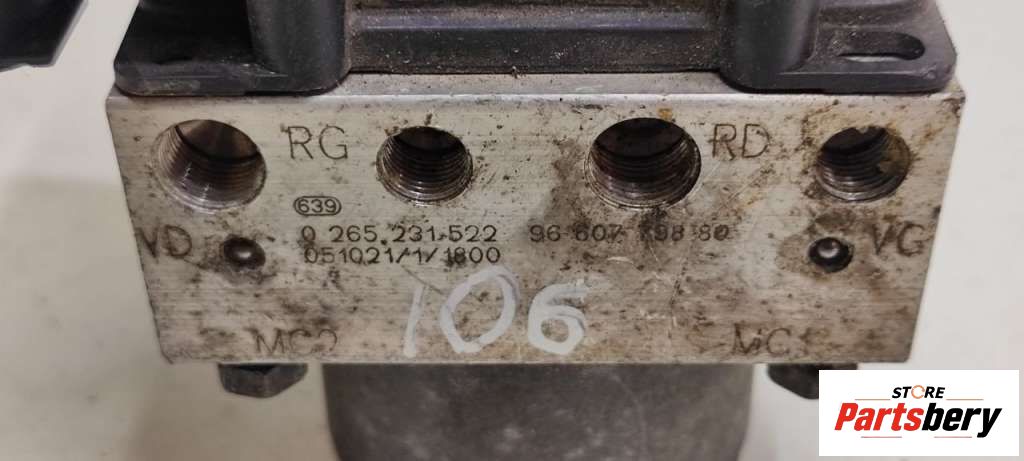 RG RD
639
0 265 231 522 96 607 798 80
VD VG
051021/1/1800
106
MC2 MC1
STORE
Partsbery